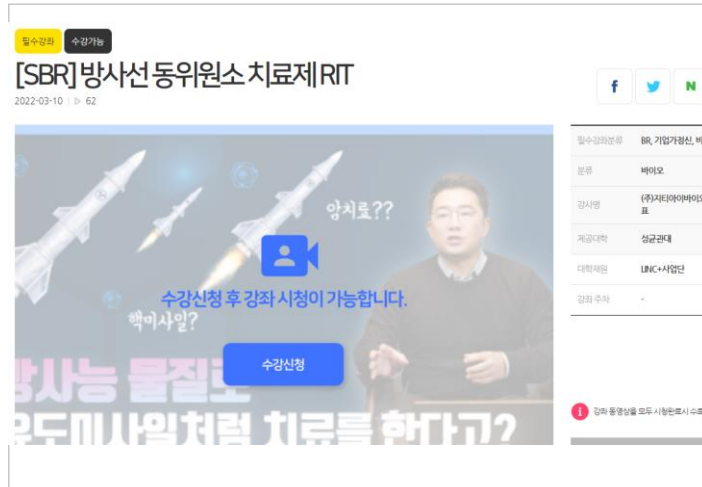 필수강좌 수강가능
[SBR] 방사선 동위원소 치료제 RIT
2022-03-10 62
f N
암치료??
핵미사일?
수강신청 후 강좌 시청이 가능합니다.
수강신청
방사능 물질로
유도미사일처럼 치료를 한다고?
필수강좌분류 BR, 기업가정신,
분류 바이오
강사명 (주)지티아이바이오
표
제공대학 성균관대
대학재원 LINC+사업단
강좌 주차 -
강좌 동영상을 모두 시청완료시